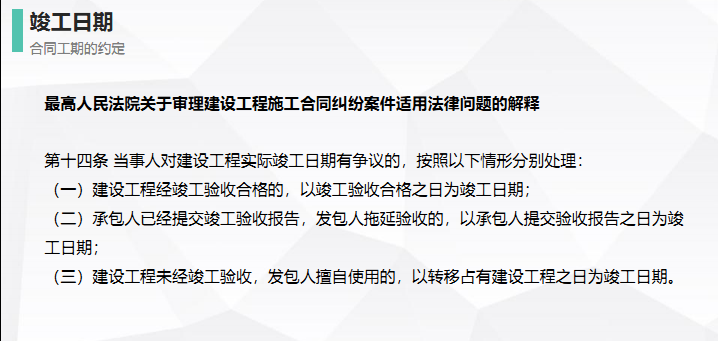 竣工日期
合同工期的约定
最高人民法院关于审理建设工程施工合同纠纷案件适用法律问题的解释
第十四条 当事人对建设工程实际竣工日期有争议的，按照以下情形分别处理：
（一）建设工程经竣工验收合格的，以竣工验收合格之日为竣工日期；
（二）承包人已经提交竣工验收报告，发包人拖延验收的，以承包人提交验收报告之日为竣
工日期；
（三）建设工程未经竣工验收，发包人擅自使用的，以转移占有建设工程之日为竣工日期。